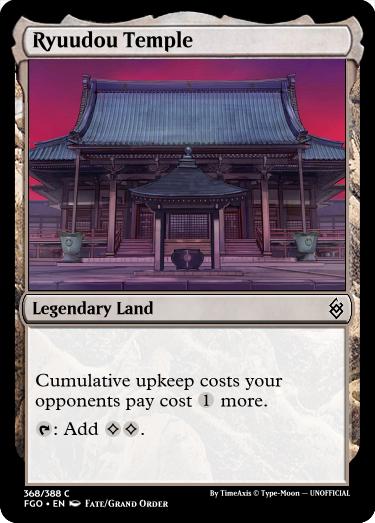 Ryuudou Temple
Legendary Land
Cumulative upkeep costs your
opponents pay cost 1 more.
: Add .
368/388 C
FGO • EN Fate/Grand Order
By TimeAxis © Type-Moon — UNOFFICIAL